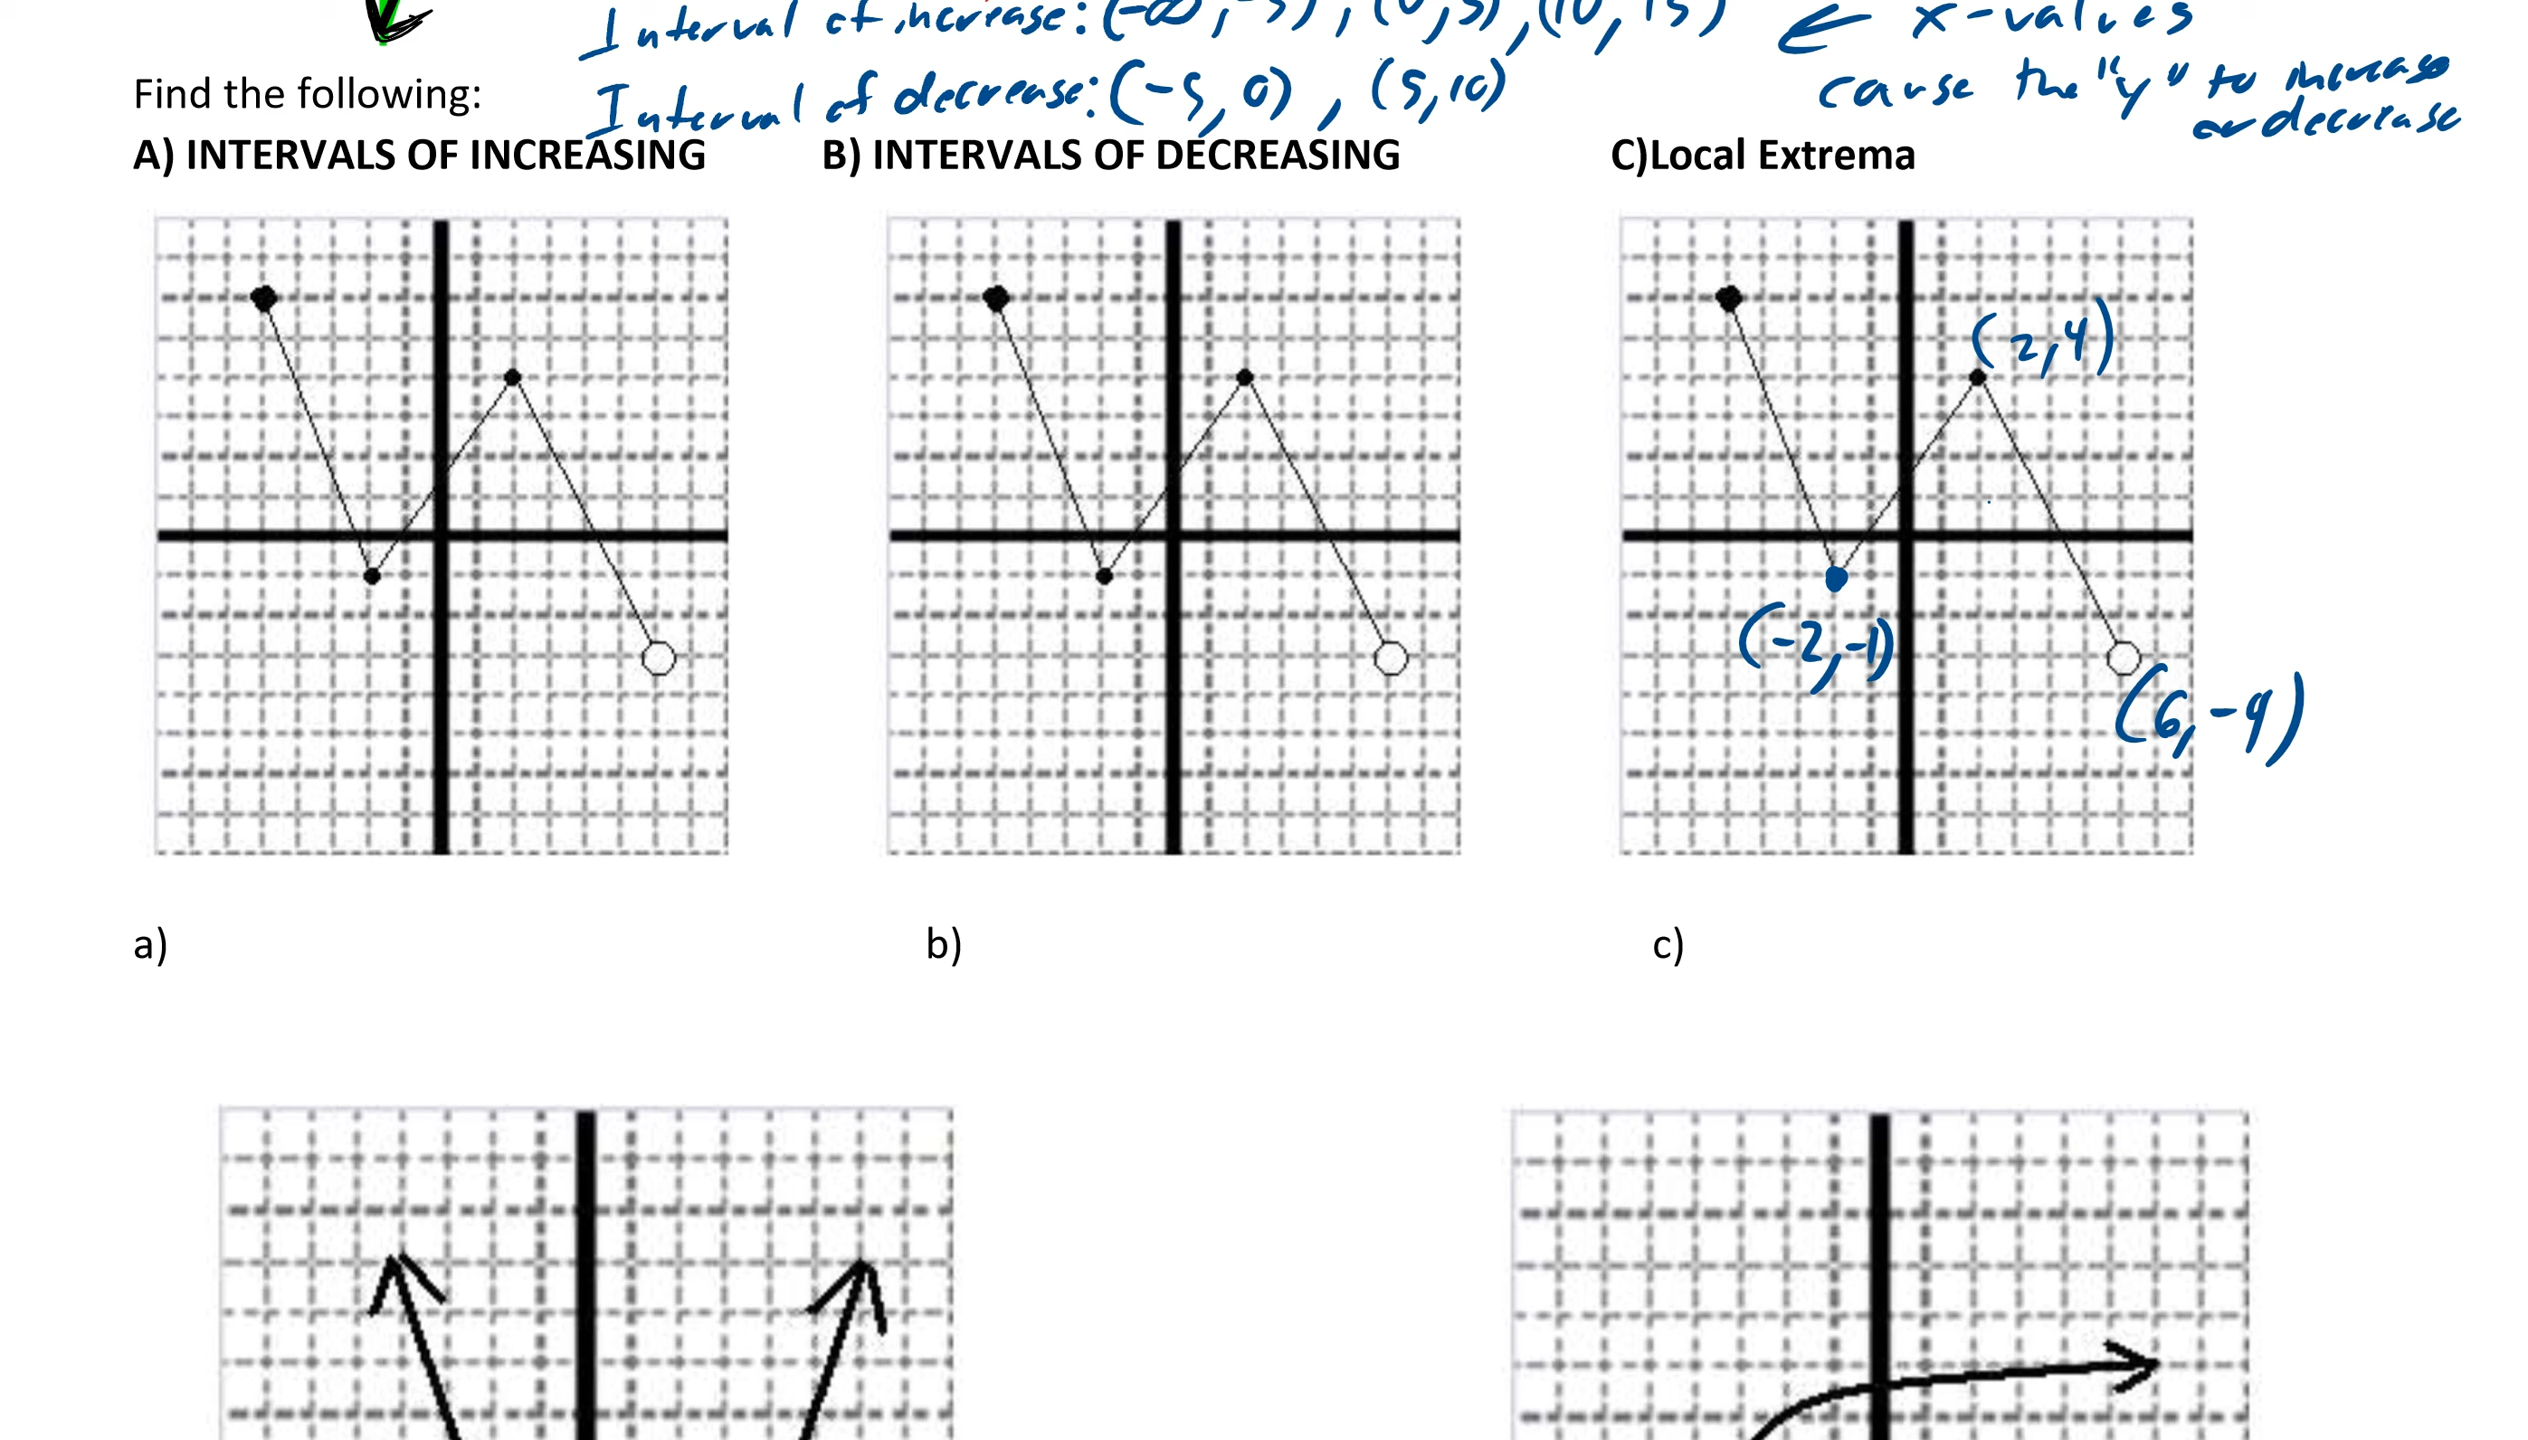 Interval of increase: (-∞, -5), (0,5), (10, 15) ← x-values
Find the following:
Interval of decrease: (-5, 0), (5,10)
cause the "y" to increase
or decrease
A) INTERVALS OF INCREASING
B) INTERVALS OF DECREASING
C)Local Extrema
(2,4)
(-2,-1)
(6,-4)
a)
b)
c)